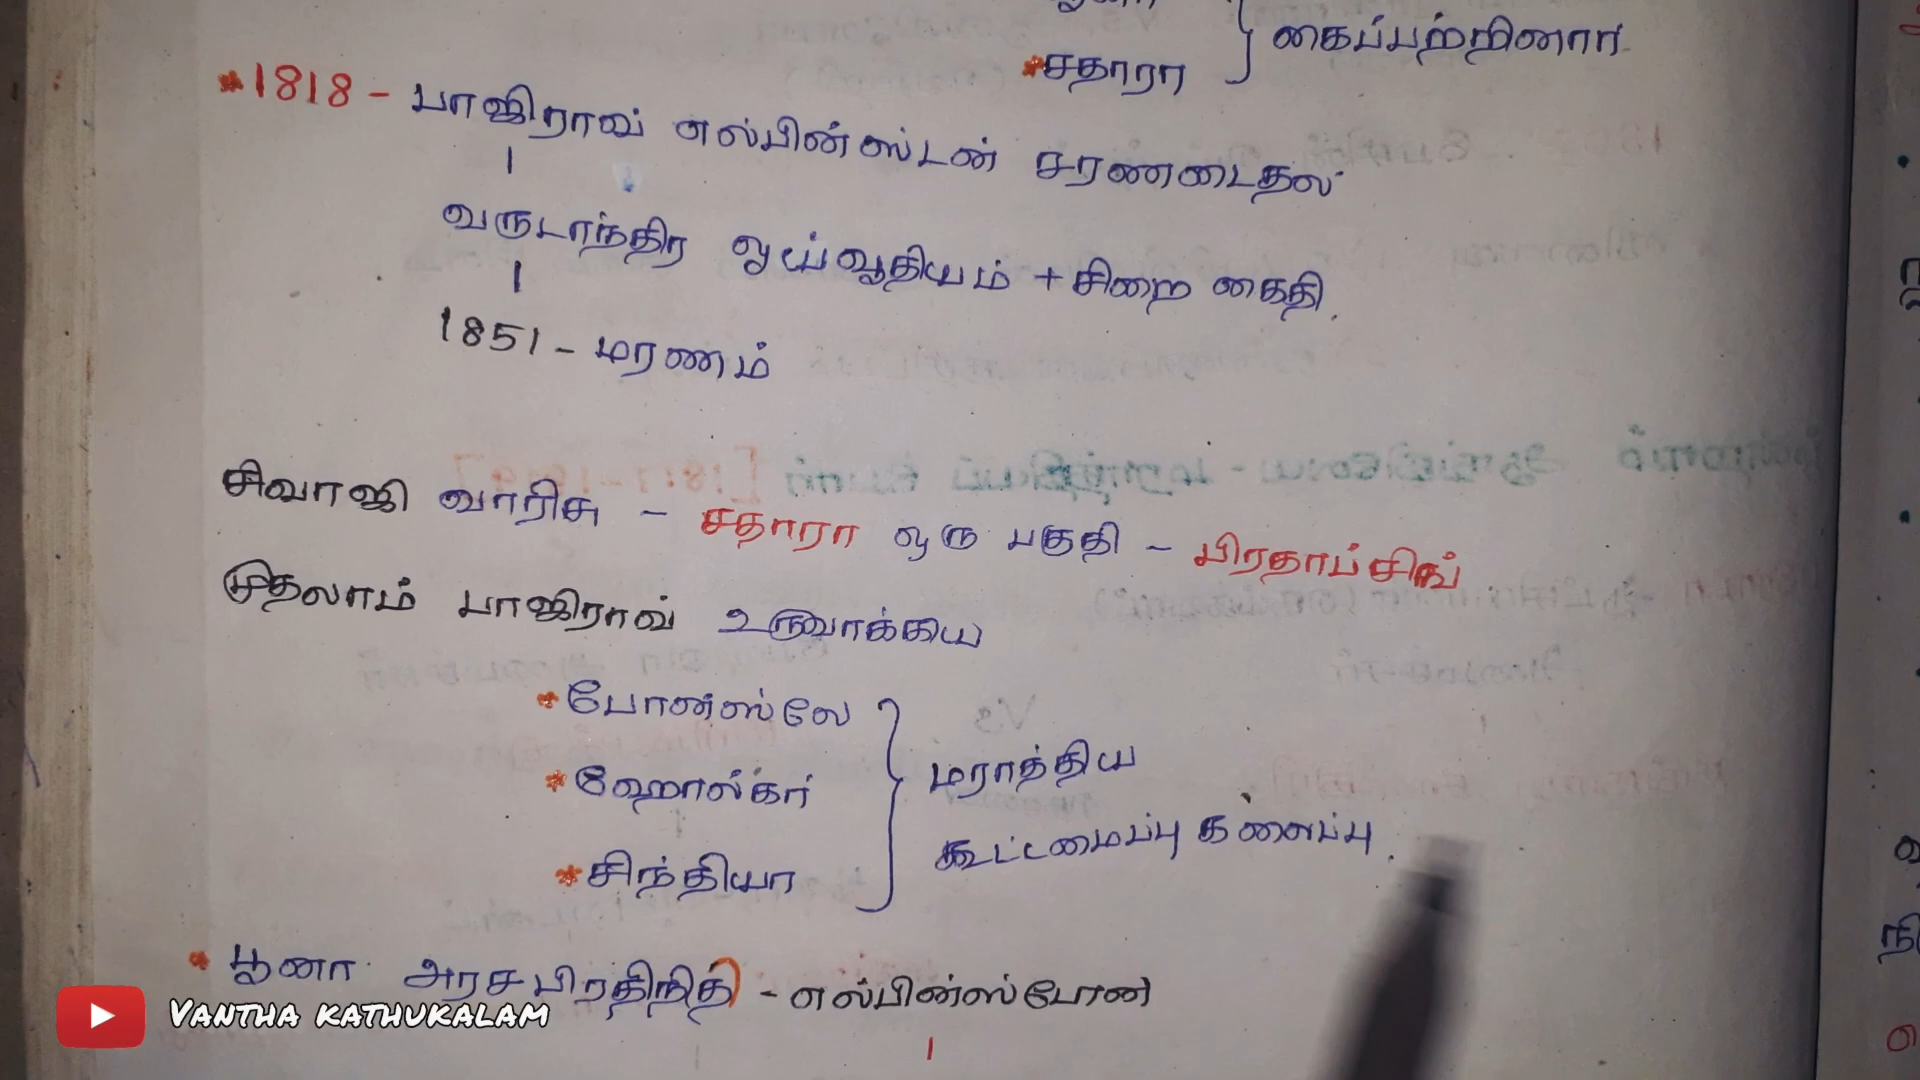 கைப்பற்றினார்
*சதாரா
*1818 - பாஜிராவ் எல்பின்ஸ்டன் சரணடைதல்
வருடாந்திர ஓய்வூதியம் + சிறை கைதி.
1851 - மரணம்
சிவாஜி வாரிசு - சதாரா ஒரு பகுதி - பிரதாப்சிங்
முதலாம் பாஜிராவ் உருவாக்கிய
*போன்ஸ்லே
*ஹோல்கர்
*சிந்தியா
மராத்திய
கூட்டமைப்பு களைப்பு.
* பூனா அரசபிரதிநிதி - எல்பின்ஸ்போன்
VANTHA KATHUKALAM